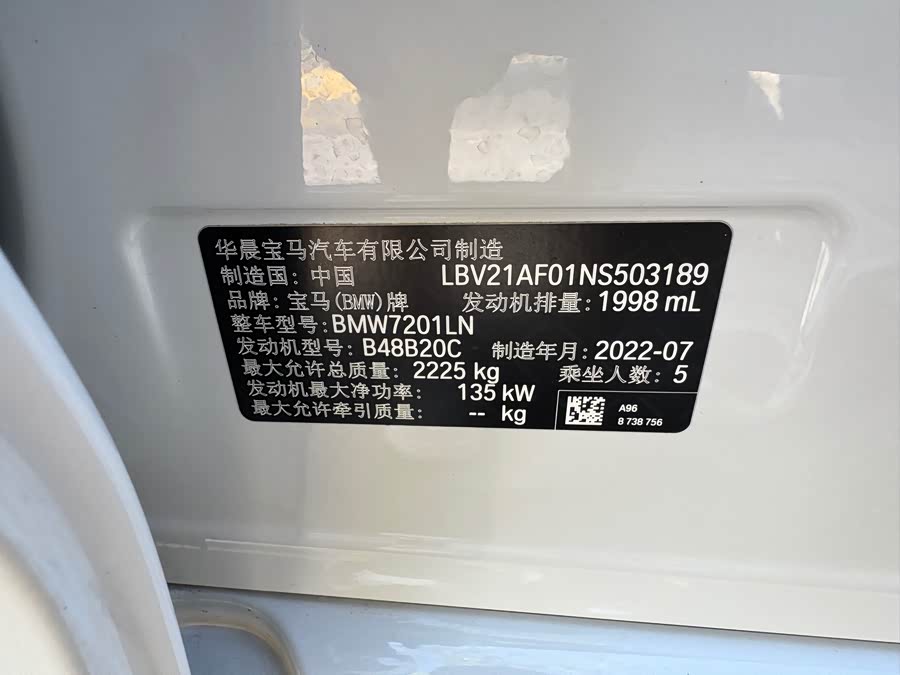 华晨宝马汽车有限公司制造
制造国: 中国 LBV21AF01NS503189
品牌: 宝马(BMW)牌 发动机排量: 1998 mL
整车型号: BMW7201LN
发动机型号: B48B20C 制造年月: 2022-07
最大允许总质量: 2225 kg 乘坐人数: 5
发动机最大净功率: 135 kW
最大允许牵引质量: -- kg
A96
8 738 756